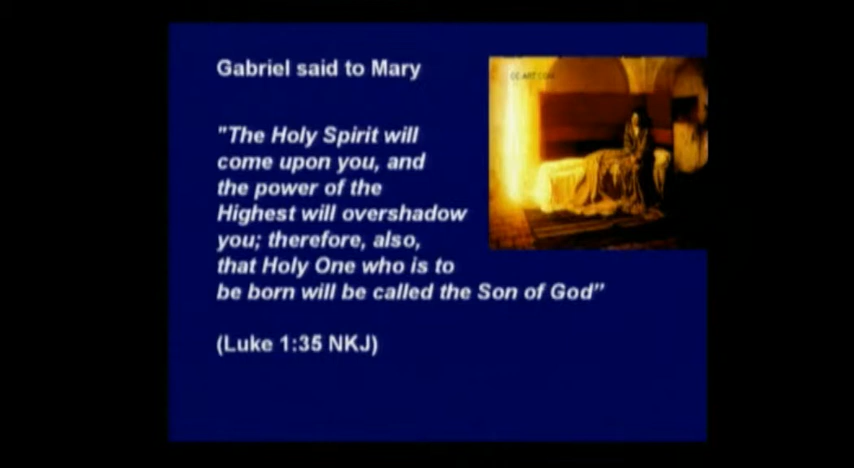 Gabriel said to Mary
"The Holy Spirit will
come upon you, and
the power of the
Highest will overshadow
you; therefore, also,
that Holy One who is to
be born will be called the Son of God”
(Luke 1:35 NKJ)